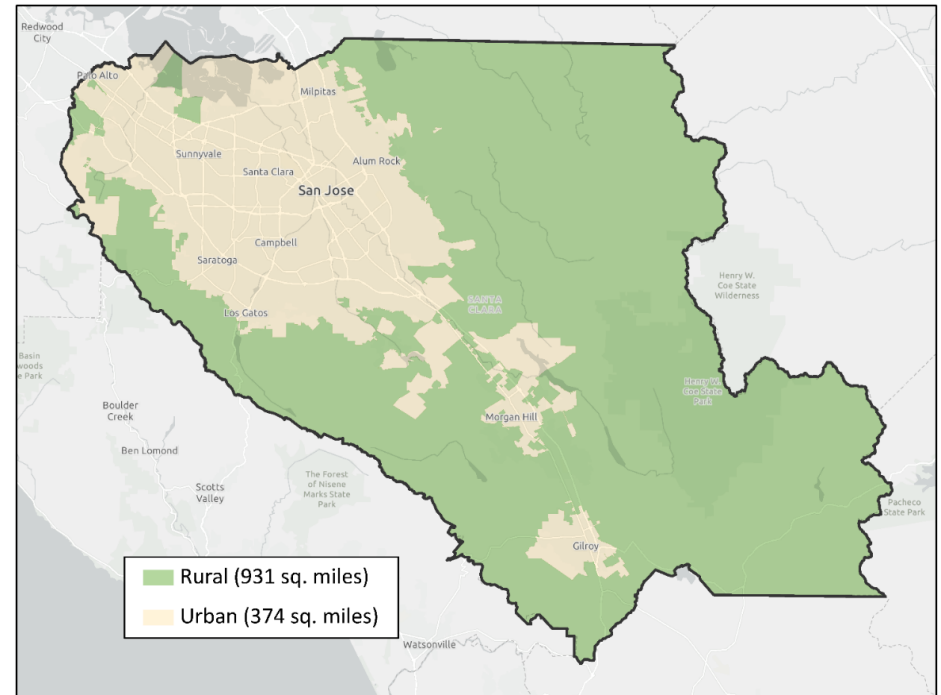 Redwood
City
Palo Alto
Milpitas
Sunnyvale
Santa Clara
Alum Rock
San Jose
Campbell
Saratoga
Los Gatos
SANTA
CLARA
Henry W.
Coe State
Wilderness
Basin
woods
e Park
Henry W.
Coe State
Park
Boulder
Creek
Morgan Hill
Ben Lomond
Scotts
Valley
The Forest
of Nisene
Marks State
Park
Pacheco
State Park
Gilroy
Rural (931 sq. miles)
Urban (374 sq. miles)
Watsonville